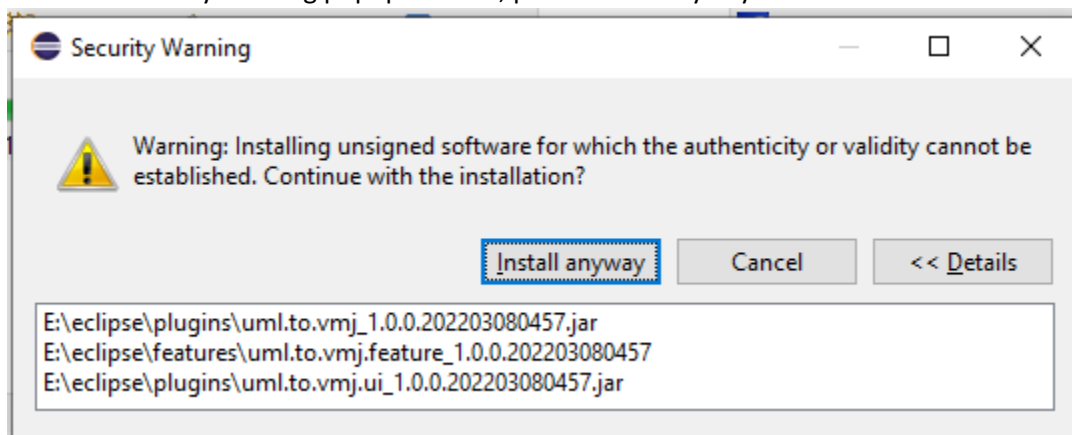 Security Warning
Warning: Installing unsigned software for which the authenticity or validity cannot be
established. Continue with the installation?
Install anyway
Cancel
<< Details
E:\eclipse\plugins\uml.to.vmj_1.0.0.202203080457.jar
E:\eclipse\features\uml.to.vmj.feature_1.0.0.202203080457
E:\eclipse\plugins\uml.to.vmj.ui_1.0.0.202203080457.jar